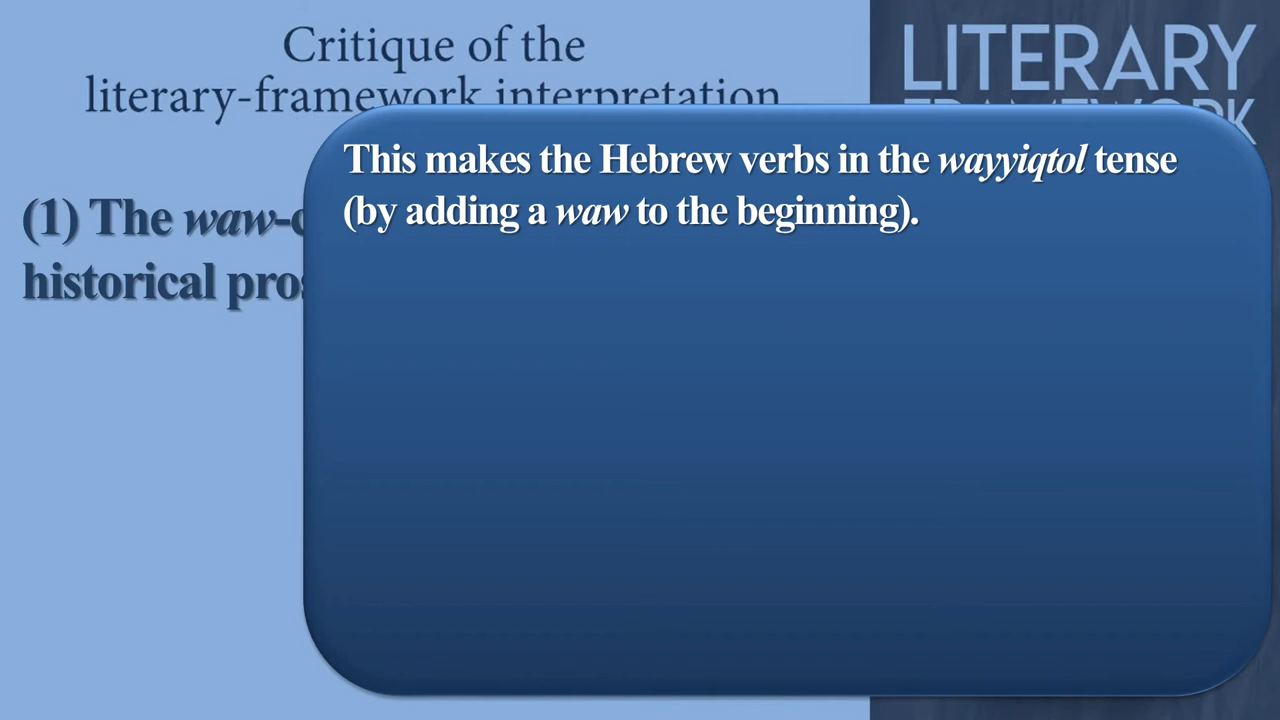 Critique of the
literary-framework interpretation
LITERARY
This makes the Hebrew verbs in the wayyiqtol tense
(by adding a waw to the beginning).
(1) The waw-
historical